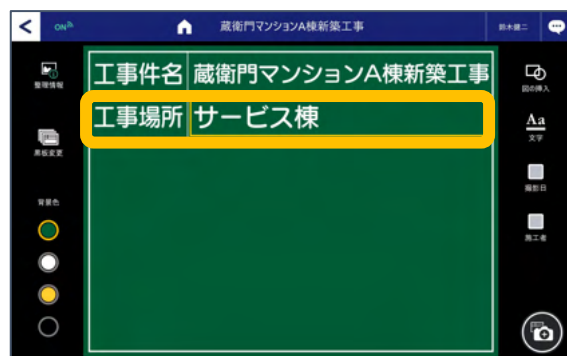 ON
蔵衛門マンションA棟新築工事
鈴木健二
整理情報
黒板変更
背景色
工事件名 蔵衛門マンションA棟新築工事
工事場所 サービス棟
図の挿入
Aa
文字
撮影日
施工者